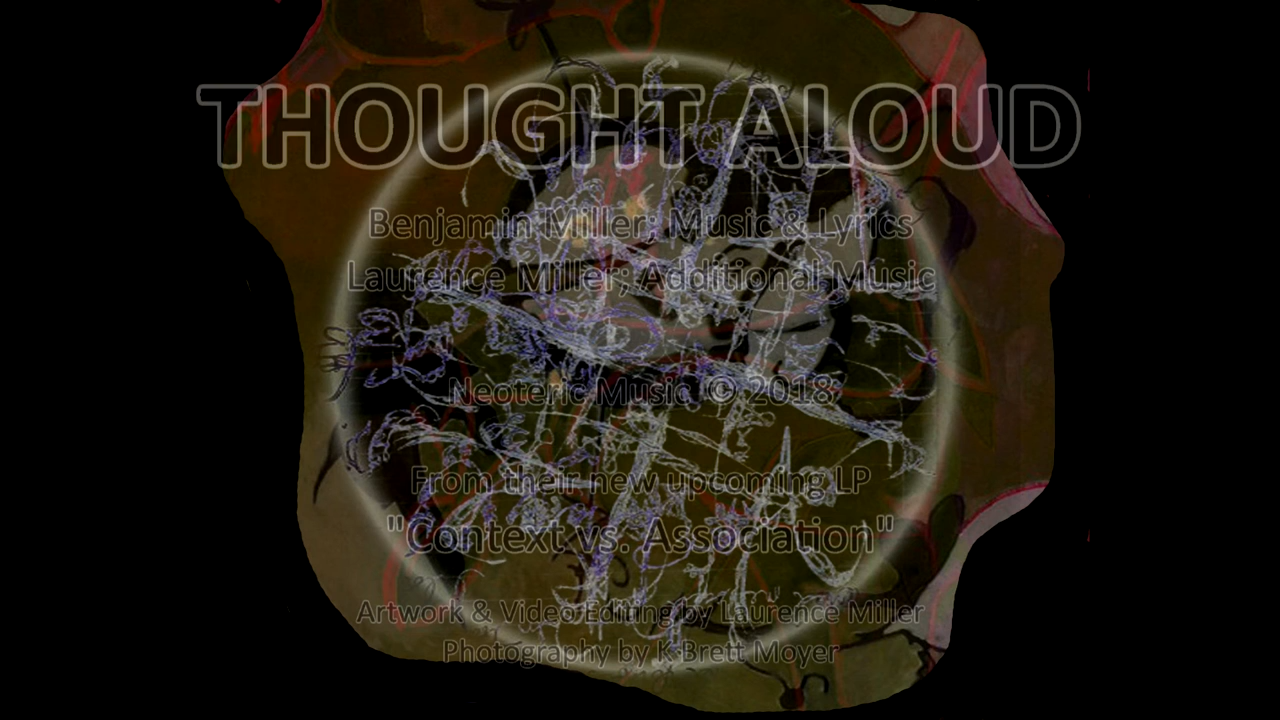 THOUGHT ALOUD
Benjamin Miller, Music & Lyrics
Laurence Miller, Additional Music
Neoteric Music © 2018
From their new upcoming LP
"Context vs. Association"
Artwork & Video Editing by Laurence Miller
Photography by K Brett Moyer